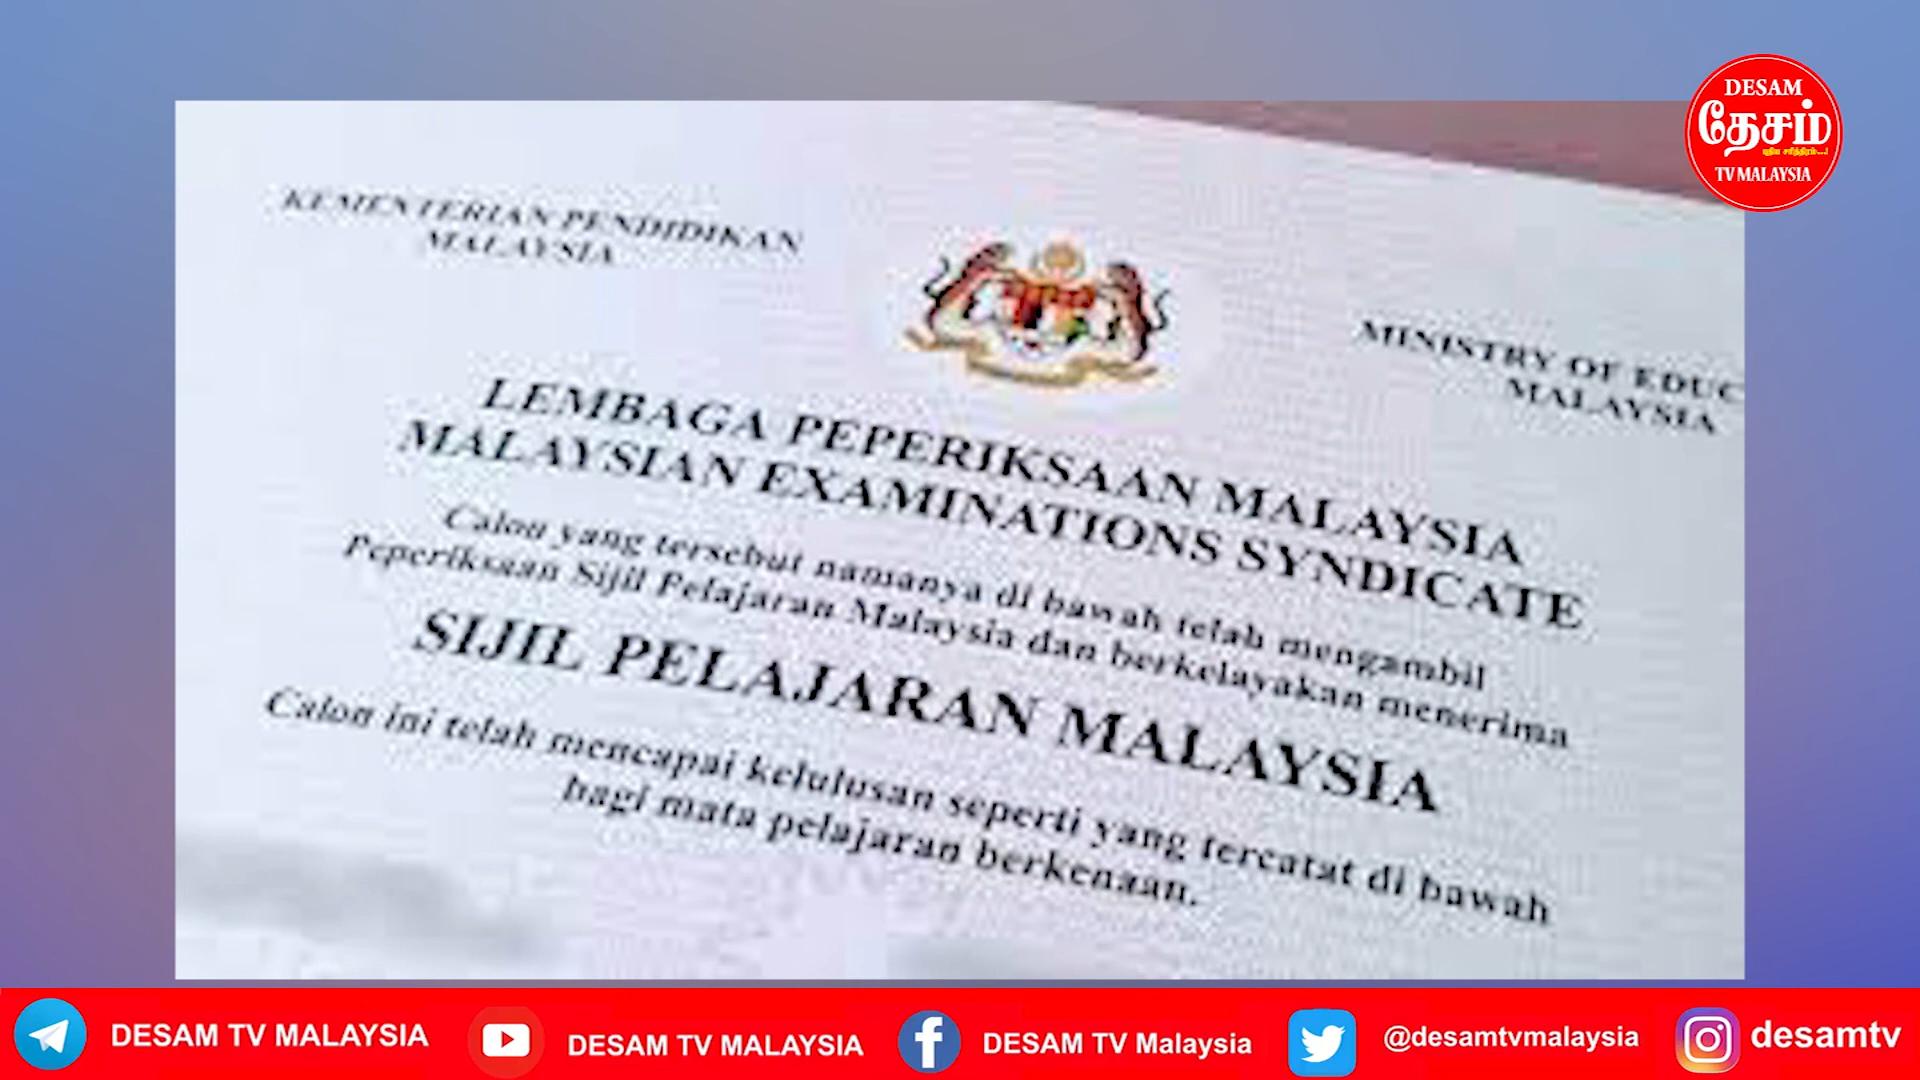 DESAM
தேசம்
புதிய சரித்திரம்...!
TV MALAYSIA
KEMENTERIAN PENDIDIKAN
MALAYSIA
MINISTRY OF EDUC
MALAYSIA
LEMBAGA PEPERIKSAAN MALAYSIA
MALAYSIAN EXAMINATIONS SYNDICATE
Calon yang tersebut namanya di bawah telah mengambil
Peperiksaan Sijil Pelajaran Malaysia dan berkelayakan menerima
SIJIL PELAJARAN MALAYSIA
Calon ini telah mencapai kelulusan seperti yang tercatat di bawah
bagi mata pelajaran berkenaan.
DESAM TV MALAYSIA
DESAM TV MALAYSIA
DESAM TV Malaysia
@desamtvmalaysia
desamtv